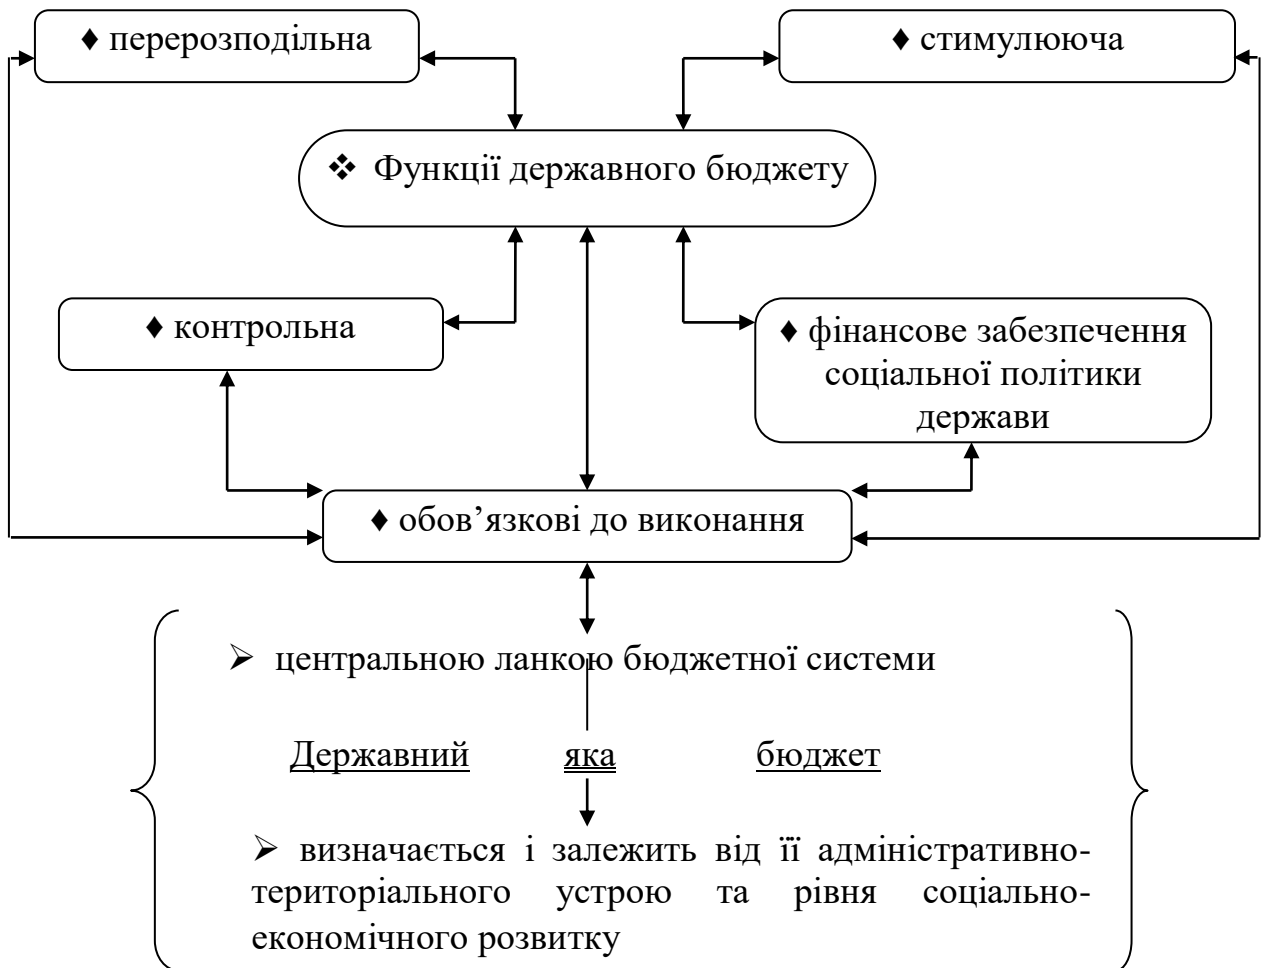 ♦ перерозподільна
♦ стимулююча
❖ Функції державного бюджету
♦ контрольна
♦ фінансове забезпечення
соціальної політики
держави
♦ обов’язкові до виконання
➢ центральною ланкою бюджетної системи
Державний яка бюджет
➢ визначається і залежить від її адміністративно-
територіального устрою та рівня соціально-
економічного розвитку